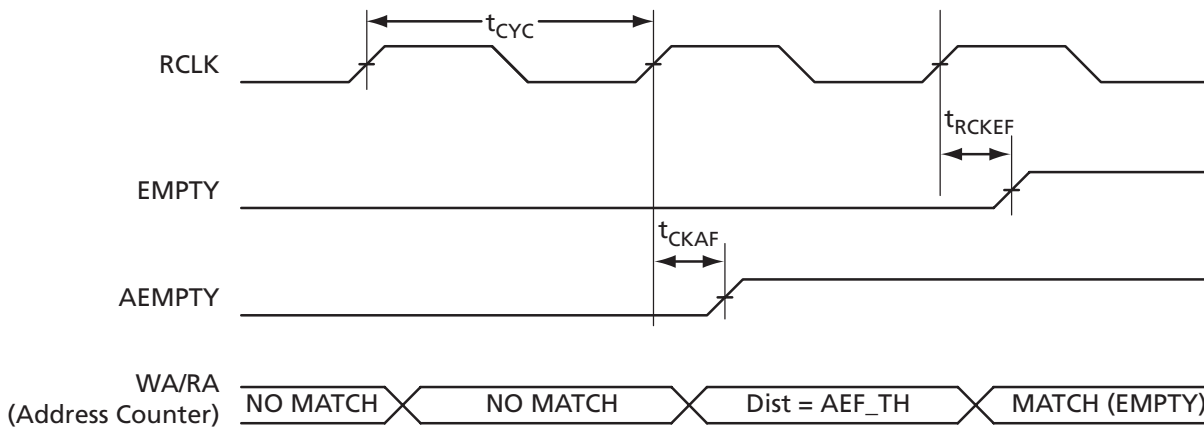 tCYC
RCLK
tRCKEF
EMPTY
tCKAF
AEMPTY
WA/RA
(Address Counter)
NO MATCH
NO MATCH
Dist = AEF_TH
MATCH (EMPTY)